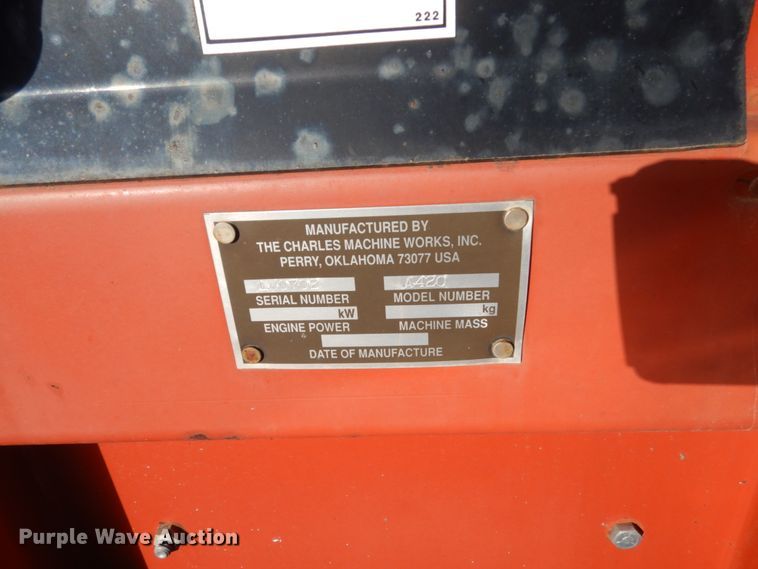 222
MANUFACTURED BY
THE CHARLES MACHINE WORKS, INC.
PERRY, OKLAHOMA 73077 USA
A420
SERIAL NUMBER MODEL NUMBER
kW kg
ENGINE POWER MACHINE MASS
DATE OF MANUFACTURE
Purple Wave Auction